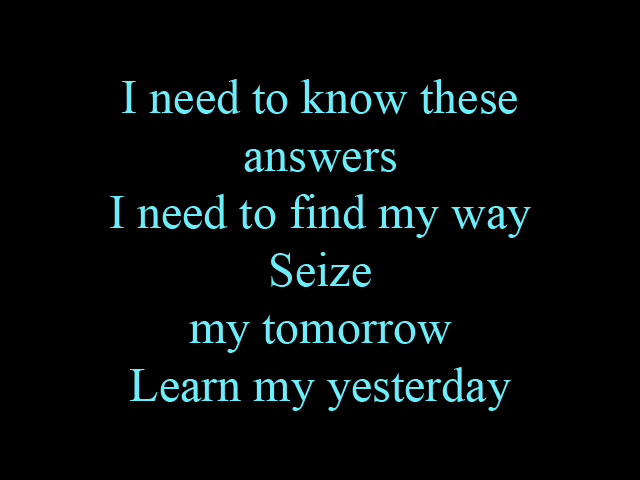 I need to know these
answers
I need to find my way
Seize
my tomorrow
Learn my yesterday